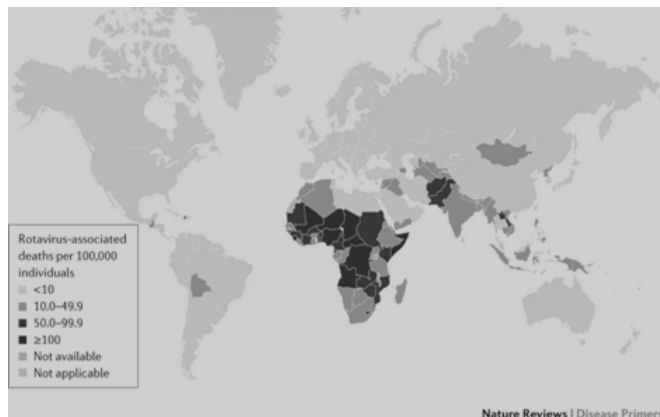 Rotavirus-associated
deaths per 100,000
individuals
<10
10.0–49.9
50.0–99.9
≥100
Not available
Not applicable
Nature Reviews | Disease Primers